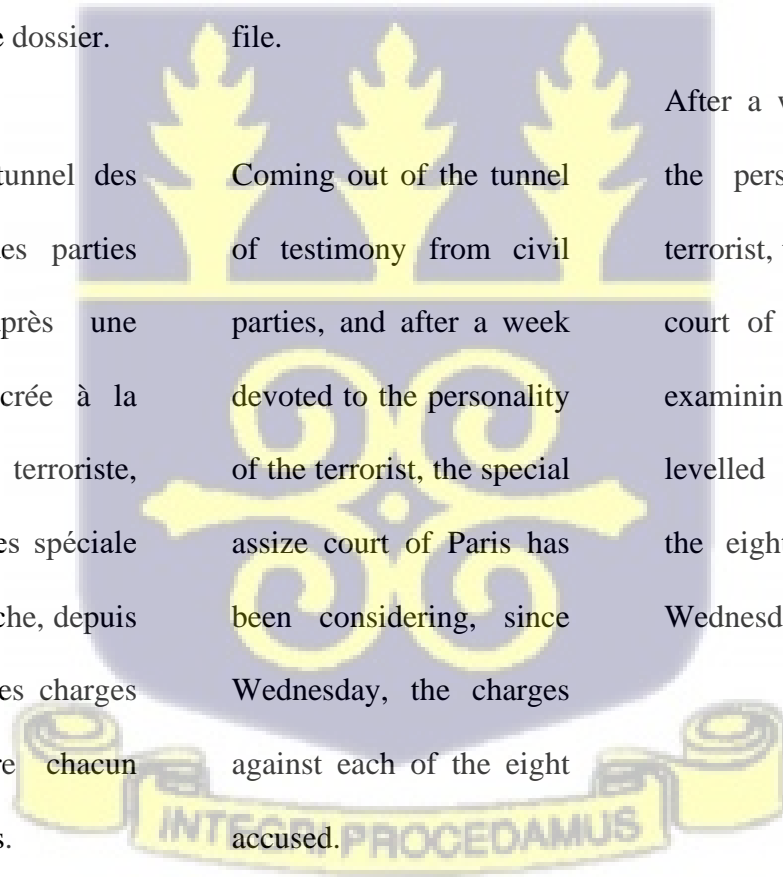 e dossier.
tunnel des
les parties
près une
crée à la
terroriste,
es spéciale
che, depuis
es charges
re chacun
s.
file.
Coming out of the tunnel
of testimony from civil
parties, and after a week
devoted to the personality
of the terrorist, the special
assize court of Paris has
been considering, since
Wednesday, the charges
against each of the eight
accused.
After a w
the pers
terrorist,
court of
examinin
levelled
the eight
Wednesd
INTEGRI PROCEDAMUS